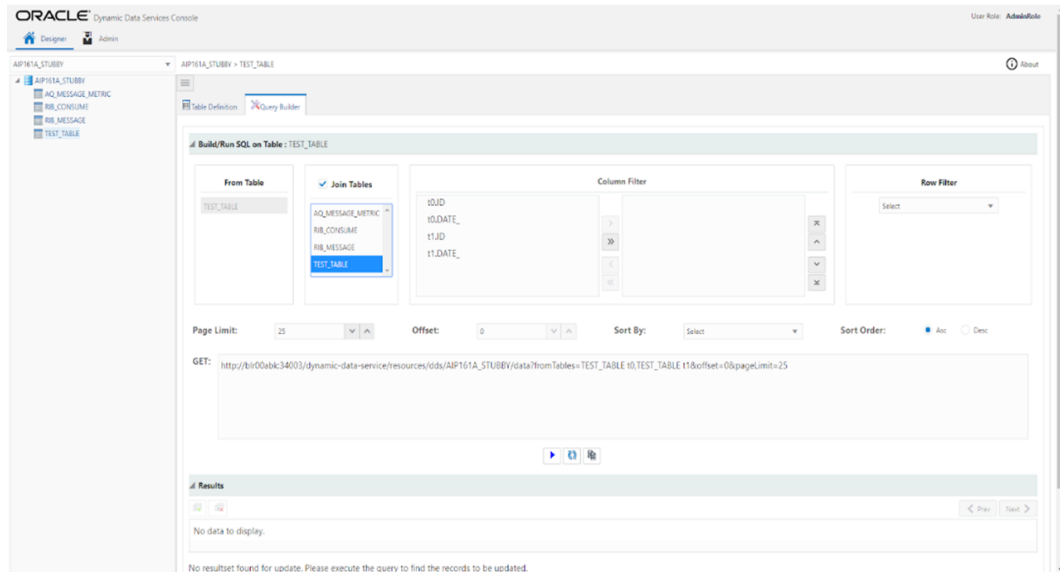 ORACLE Dynamic Data Services Console
User Role: AdminRole
Designer Admin
AIP161A_STUBBY
AIP161A_STUBBY > TEST_TABLE
About
AIP161A_STUBBY
AQ_MESSAGE_METRIC
RIB_CONSUME
RIB_MESSAGE
TEST_TABLE
Table Definition Query Builder
Build/Run SQL on Table : TEST_TABLE
From Table
TEST_TABLE
Join Tables
AQ_MESSAGE_METRIC
RIB_CONSUME
RIB_MESSAGE
TEST_TABLE
Column Filter
t0.ID
t0.DATE_
t1.ID
t1.DATE_
Row Filter
Select
Page Limit: 25 Offset: 0 Sort By: Select Sort Order: Asc Desc
GET: http://blr00ablc34003/dynamic-data-service/resources/dds/AIP161A_STUBBY/data?fromTables=TEST_TABLE t0,TEST_TABLE t1&offset=0&pageLimit=25
Results
Prev Next
No data to display.
No resultset found for update. Please execute the query to find the records to be updated.